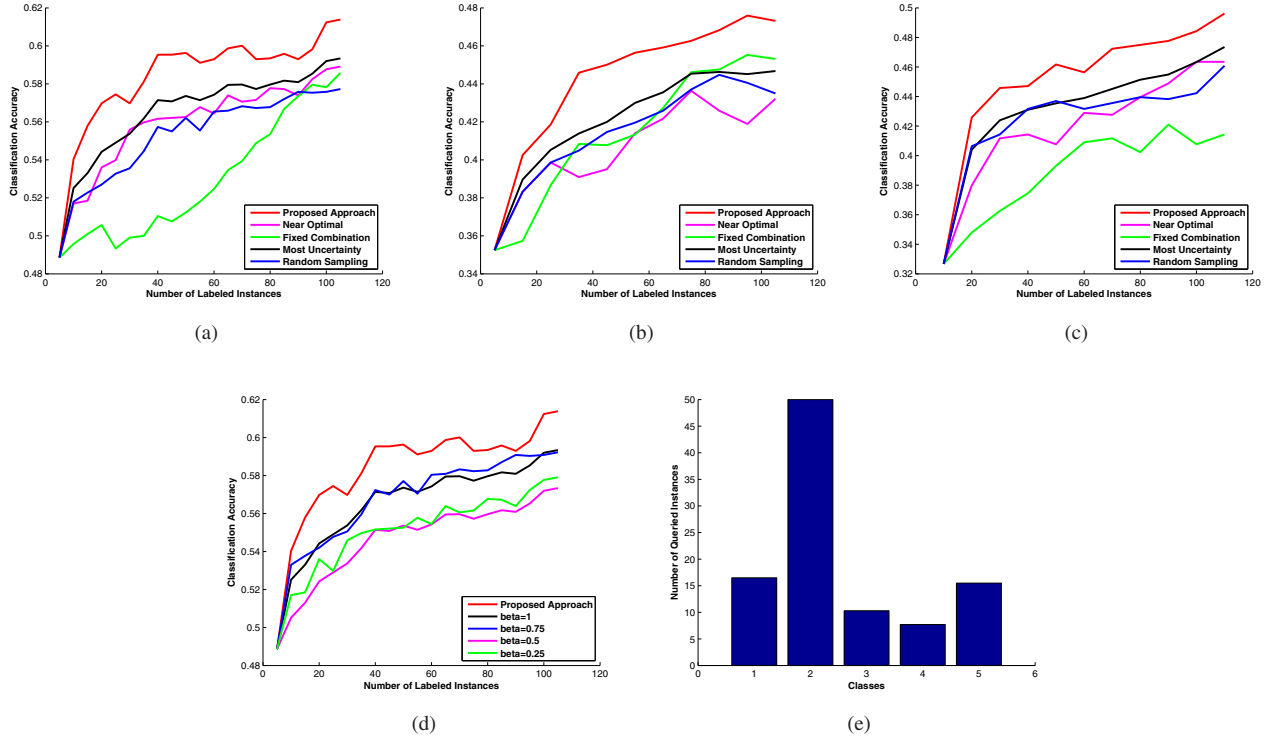 0.62
0.6
0.58
0.56
0.54
0.52
0.5
0.48
0 20 40 60 80 100 120
Classification Accuracy
Number of Labeled Instances
Proposed Approach
Near Optimal
Fixed Combination
Most Uncertainty
Random Sampling
(a)
0.48
0.46
0.44
0.42
0.4
0.38
0.36
0.34
0 20 40 60 80 100 120
Classification Accuracy
Number of Labeled Instances
Proposed Approach
Near Optimal
Fixed Combination
Most Uncertainty
Random Sampling
(b)
0.5
0.48
0.46
0.44
0.42
0.4
0.38
0.36
0.34
0.32
0 20 40 60 80 100 120
Classification Accuracy
Number of Labeled Instances
Proposed Approach
Near Optimal
Fixed Combination
Most Uncertainty
Random Sampling
(c)
0.62
0.6
0.58
0.56
0.54
0.52
0.5
0.48
0 20 40 60 80 100 120
Classification Accuracy
Number of Labeled Instances
Proposed Approach
beta=1
beta=0.75
beta=0.5
beta=0.25
(d)
50
45
40
35
30
25
20
15
10
5
0
0 1 2 3 4 5 6
Number of Queried Instances
Classes
(e)